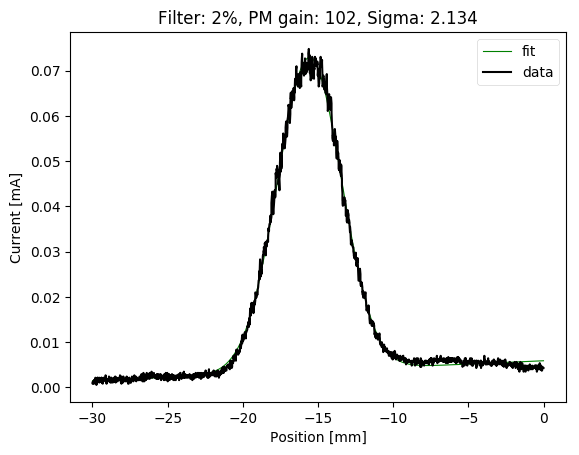 Filter: 2%, PM gain: 102, Sigma: 2.134
fit
data
Current [mA]
0.07
0.06
0.05
0.04
0.03
0.02
0.01
0.00
−30 −25 −20 −15 −10 −5 0
Position [mm]